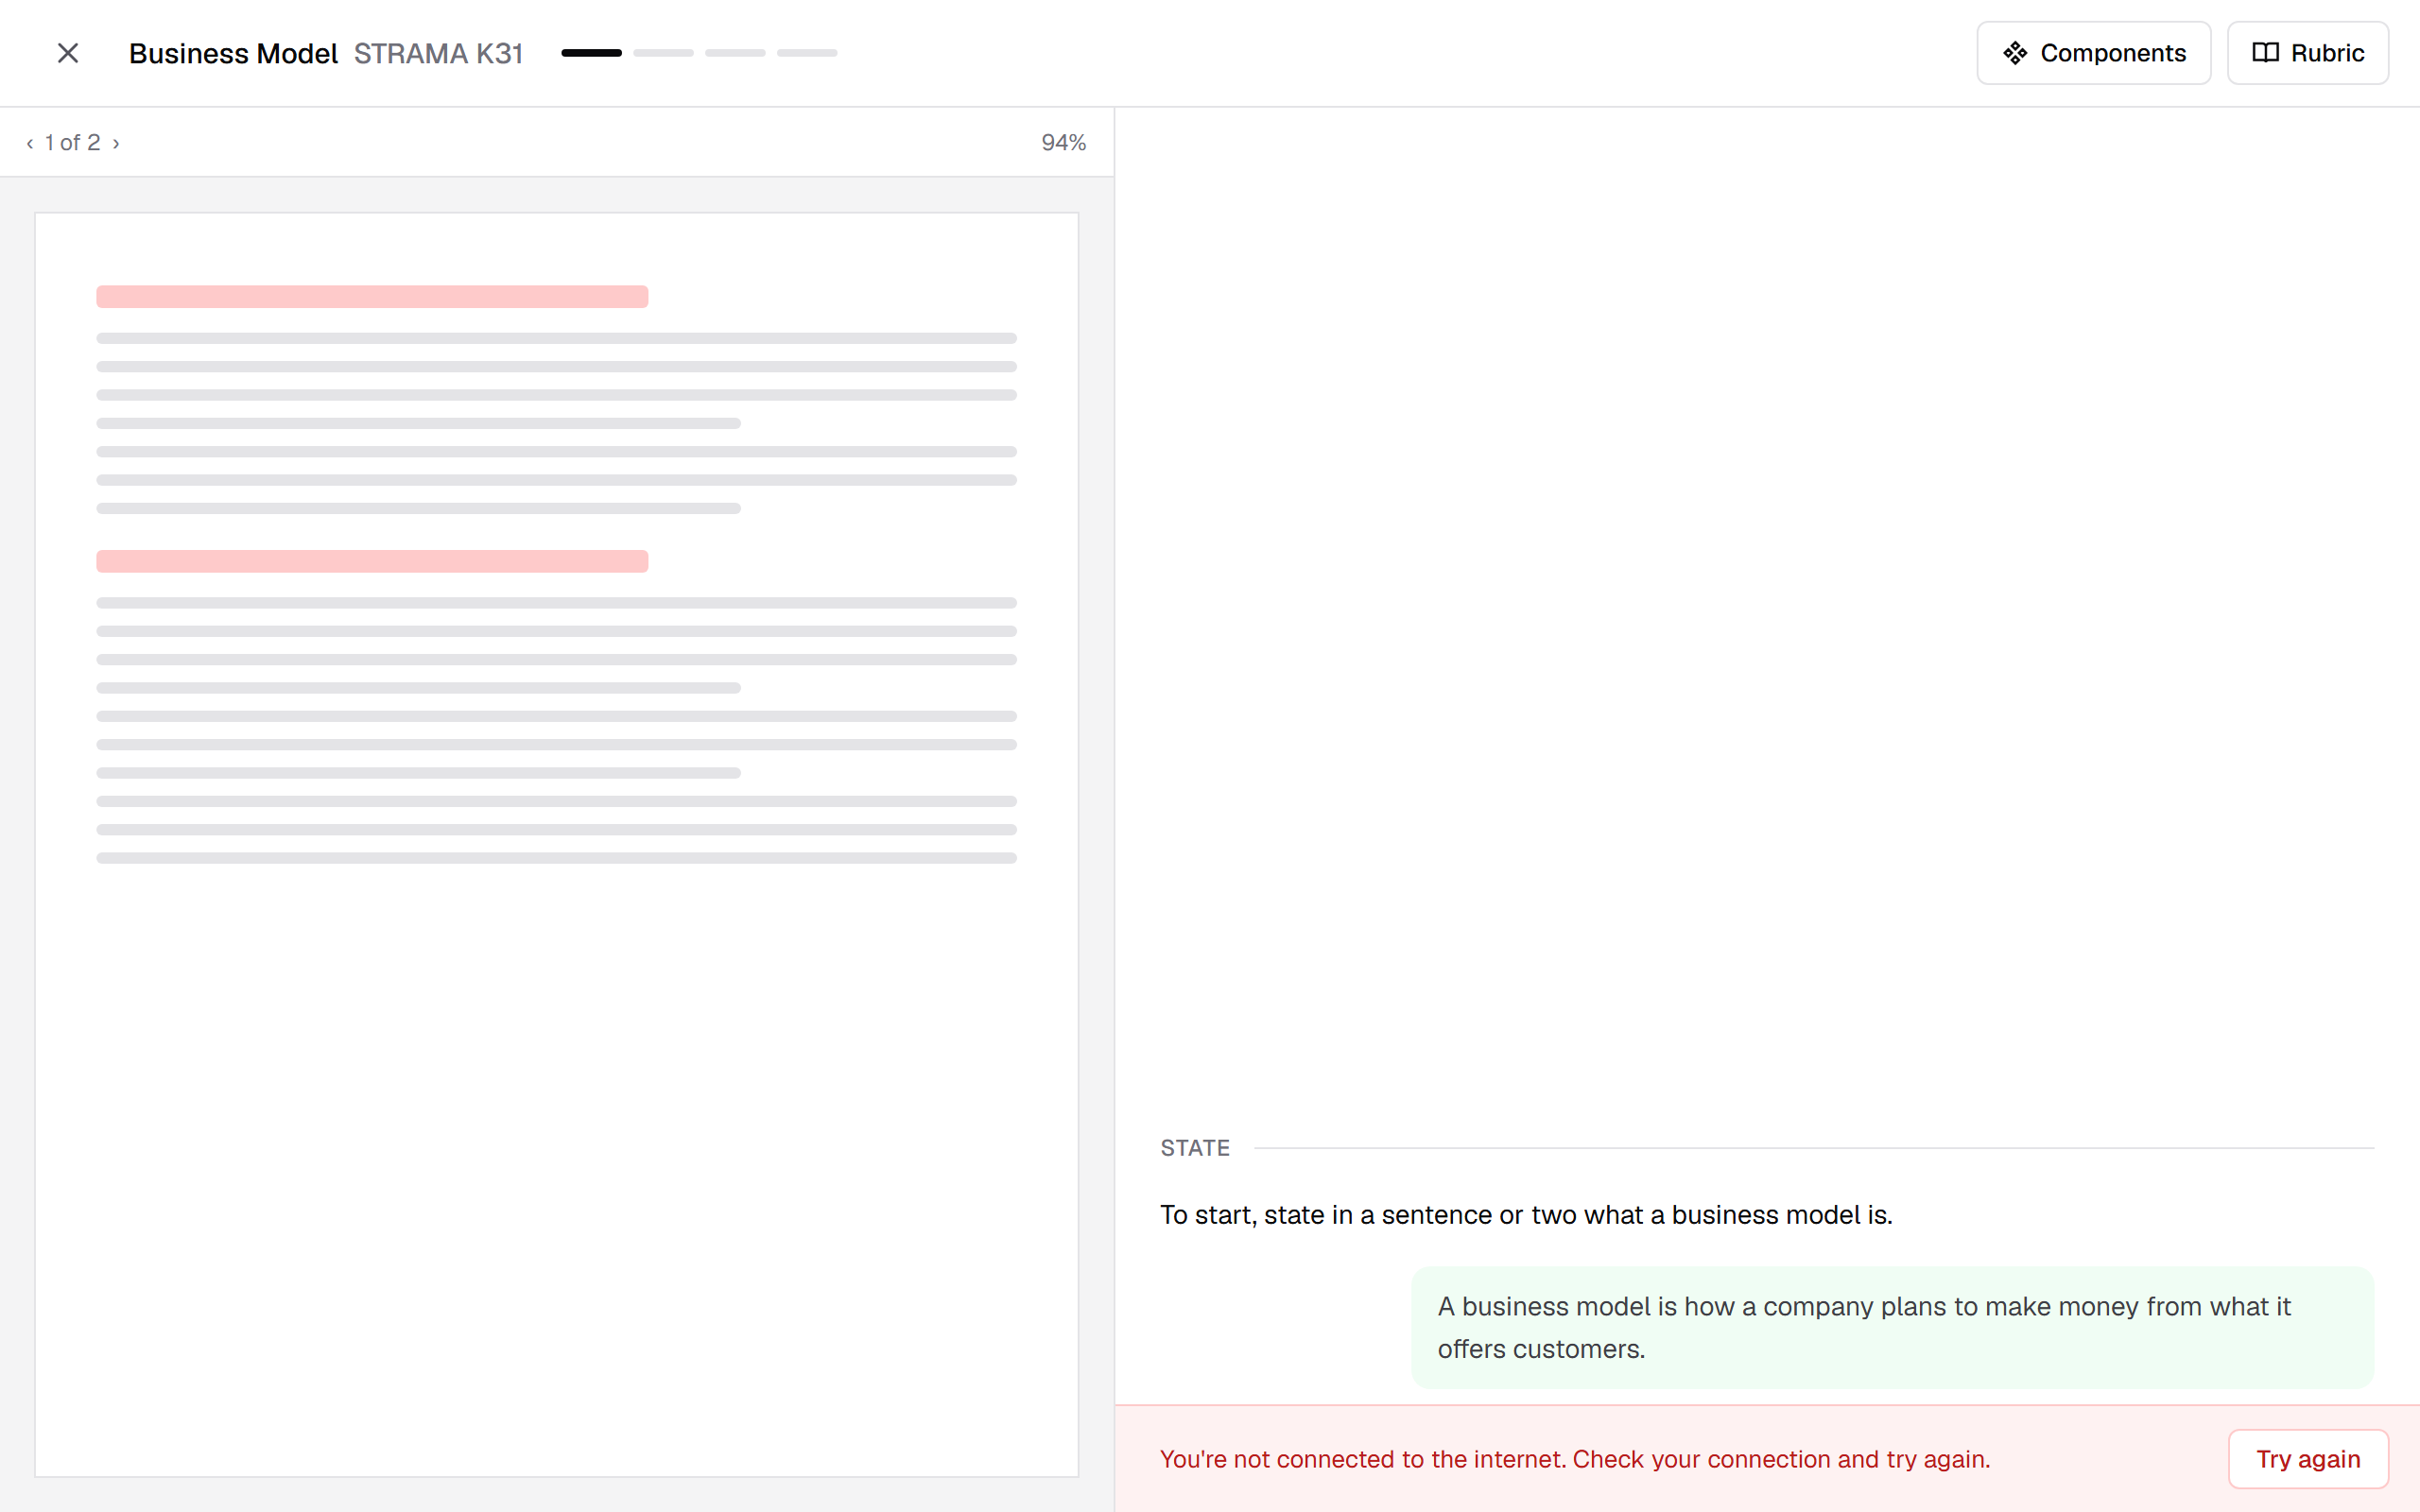 Business Model STRAMA K31
Components
Rubric
‹ 1 of 2 ›
94%
STATE
To start, state in a sentence or two what a business model is.
A business model is how a company plans to make money from what it
offers customers.
You're not connected to the internet. Check your connection and try again.
Try again